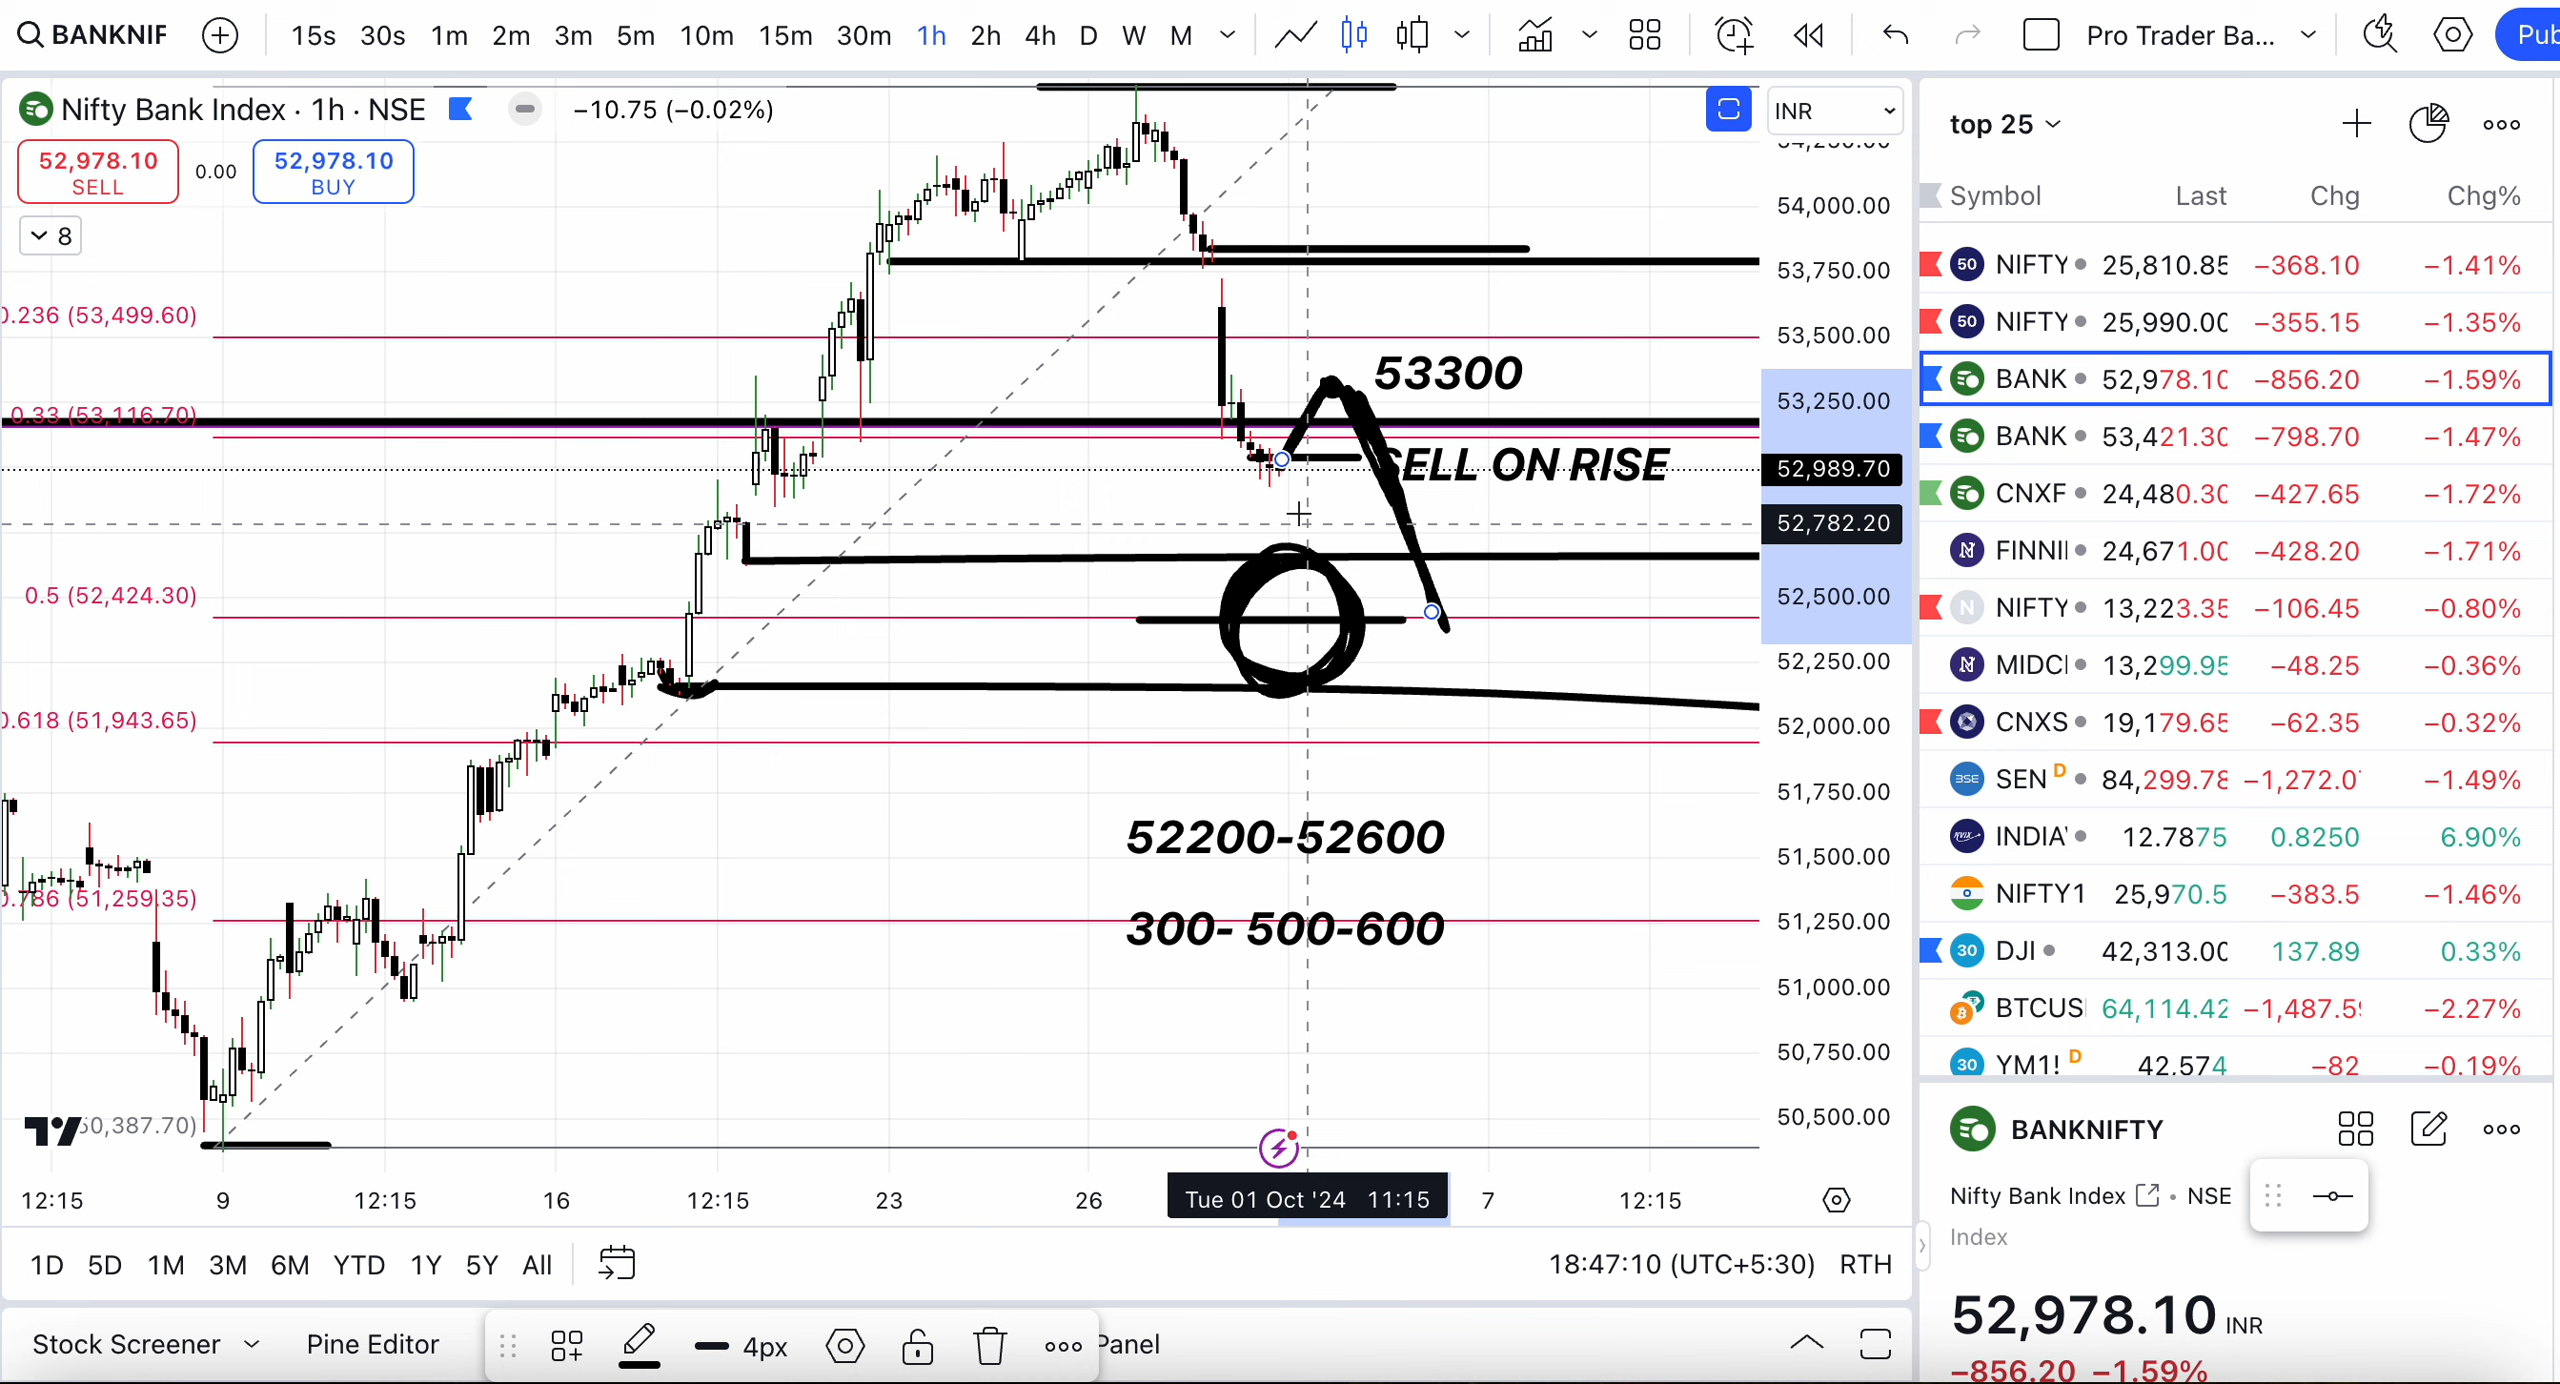 BANKNIF 15s 30s 1m 2m 3m 5m 10m 15m 30m 1h 2h 4h D W M Pro Trader Ba... Pub
Nifty Bank Index · 1h · NSE −10.75 (−0.02%) INR
52,978.10 SELL 0.00 52,978.10 BUY
8
54,000.00
53,750.00
53,500.00
53,250.00
52,989.70
52,782.20
52,500.00
52,250.00
52,000.00
51,750.00
51,500.00
51,250.00
51,000.00
50,750.00
50,500.00
0.236 (53,499.60)
0.33 (53,116.70)
0.5 (52,424.30)
0.618 (51,943.65)
0.786 (51,259.35)
50,387.70)
53300
SELL ON RISE
52200-52600
300- 500-600
12:15 9 12:15 16 12:15 23 26 Tue 01 Oct '24 11:15 7 12:15
1D 5D 1M 3M 6M YTD 1Y 5Y All 18:47:10 (UTC+5:30) RTH
Stock Screener Pine Editor 4px Panel
top 25
Symbol Last Chg Chg%
50 NIFTY 25,810.85 −368.10 −1.41%
50 NIFTY 25,990.00 −355.15 −1.35%
BANK 52,978.10 −856.20 −1.59%
BANK 53,421.30 −798.70 −1.47%
CNXF 24,480.30 −427.65 −1.72%
FINNI 24,671.00 −428.20 −1.71%
N NIFTY 13,223.35 −106.45 −0.80%
MIDC 13,299.95 −48.25 −0.36%
CNXS 19,179.65 −62.35 −0.32%
BSE SEN D 84,299.78 −1,272.0 −1.49%
INDIA 12.7875 0.8250 6.90%
NIFTY1 25,970.5 −383.5 −1.46%
30 DJI 42,313.00 137.89 0.33%
BTCUS 64,114.42 −1,487.5 −2.27%
30 YM1! D 42,574 −82 −0.19%
BANKNIFTY
Nifty Bank Index • NSE
Index
52,978.10 INR
−856.20 −1.59%